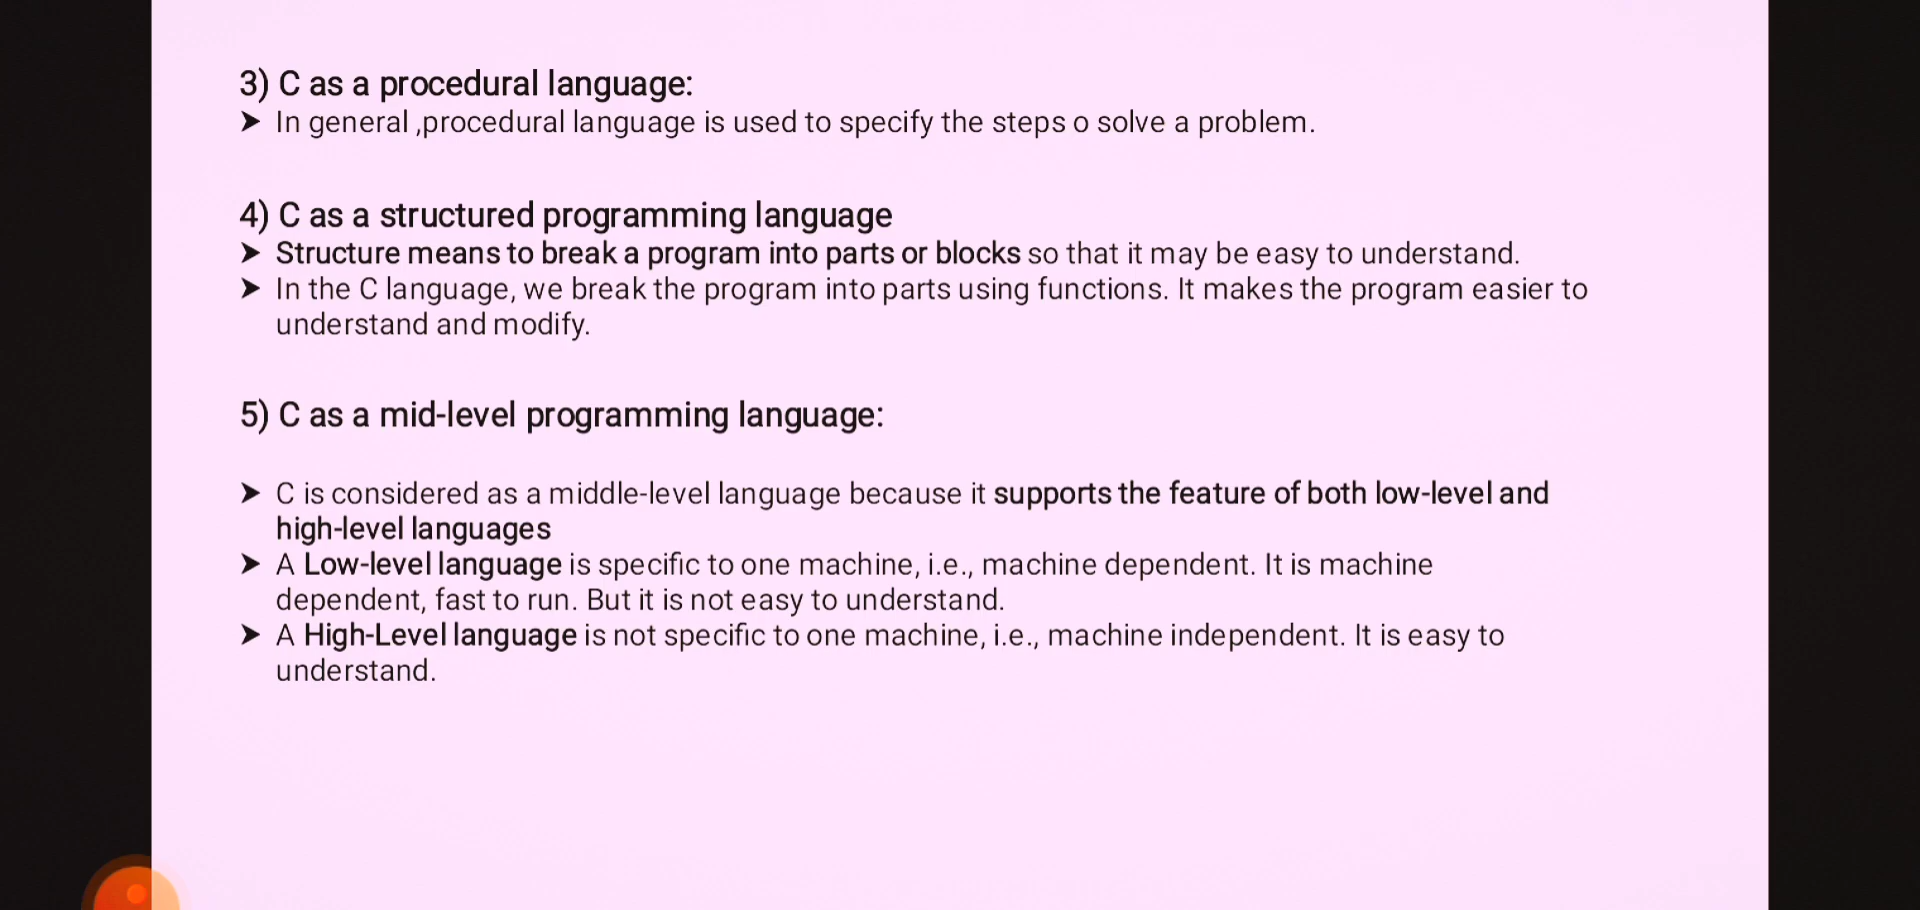 3) C as a procedural language:
➤ In general ,procedural language is used to specify the steps o solve a problem.
4) C as a structured programming language
➤ Structure means to break a program into parts or blocks so that it may be easy to understand.
➤ In the C language, we break the program into parts using functions. It makes the program easier to
understand and modify.
5) C as a mid-level programming language:
➤ C is considered as a middle-level language because it supports the feature of both low-level and
high-level languages
➤ A Low-level language is specific to one machine, i.e., machine dependent. It is machine
dependent, fast to run. But it is not easy to understand.
➤ A High-Level language is not specific to one machine, i.e., machine independent. It is easy to
understand.